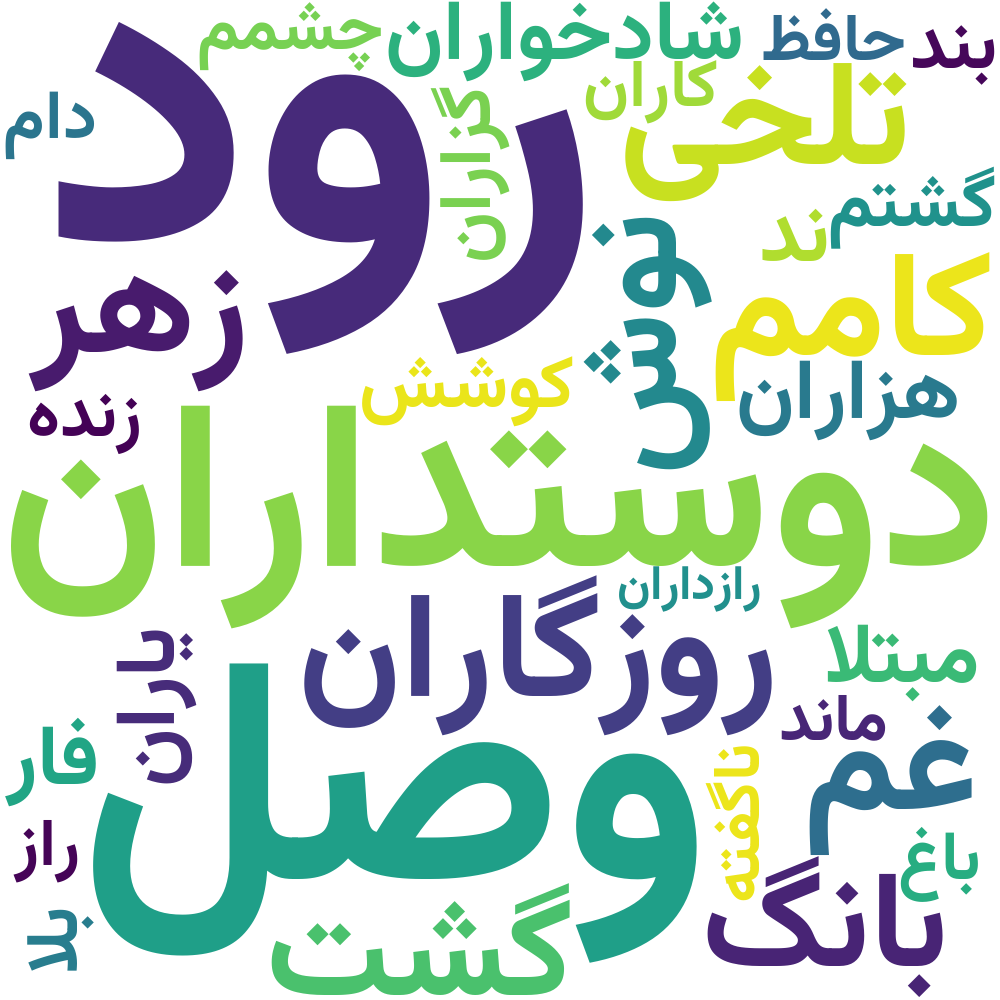 بند
حافظ
شادخواران
چشمم
رود
تلخی
کاران
گزاران
دام
گشتم
ند
نوش
زهر
کامم
هزاران
کوشش
زنده
دوستداران
رازداران
روزگاران
مبتلا
یاران
وصل
ماند
غم
فار
ناگفته
باغ
راز
بانگ
گشت
بلا